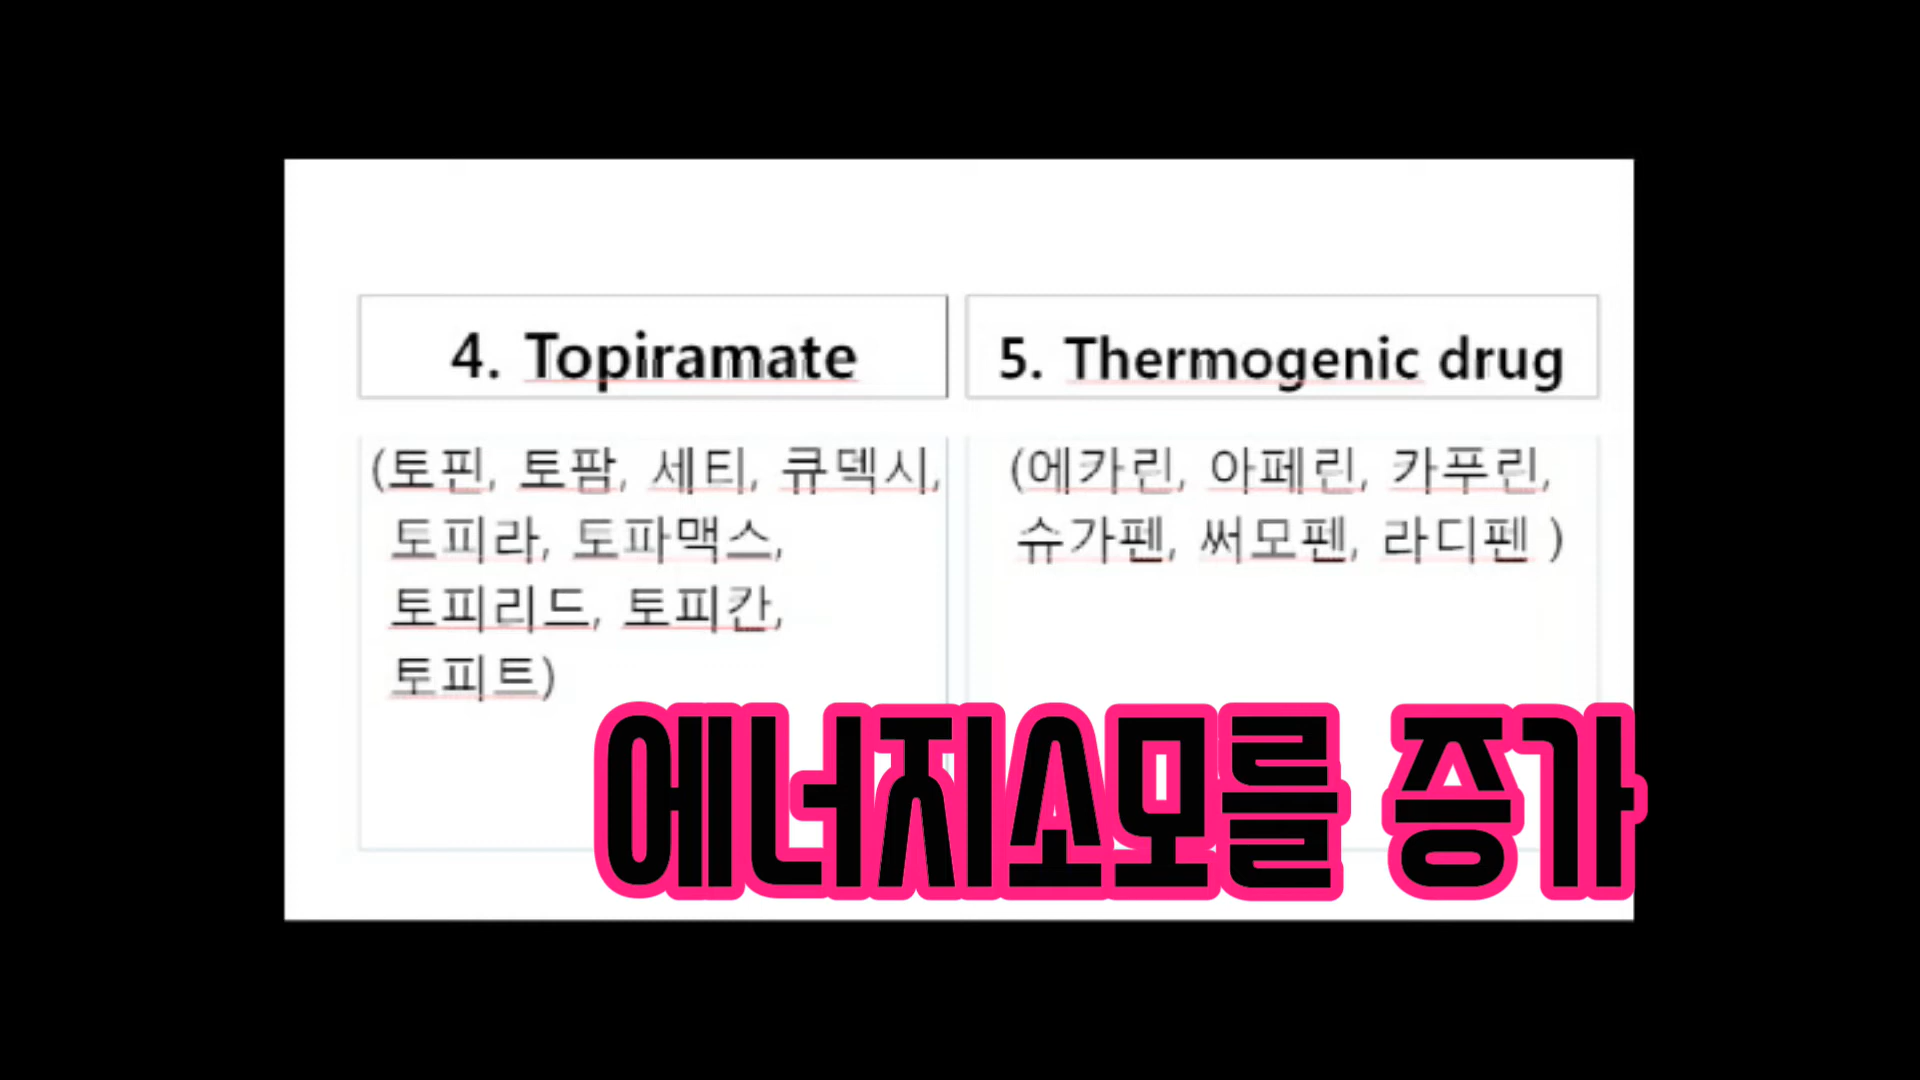 4. Topiramate
(토핀, 토팜, 세티, 큐덱시,
토피라, 토파맥스,
토피리드, 토피칸,
토피트)
5. Thermogenic drug
(에카린, 아페린, 카푸린,
슈가펜, 써모펜, 라디펜 )
에너지소모를 증가